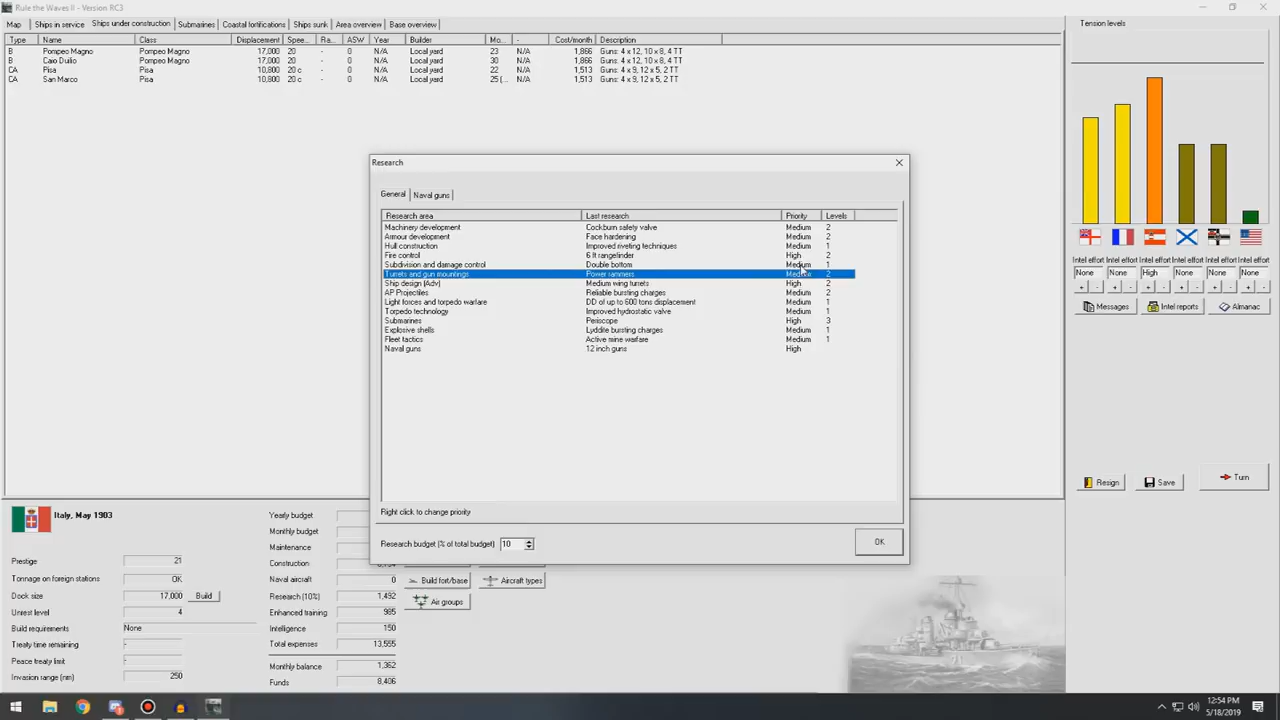 Rule the Waves II - Version RC3
Map Ships in service Ships under construction Submarines Coastal fortifications Ships sunk Area overview Base overview
Type Name Class Displacement Spee... Ra... ASW Year Builder Mo... - Cost/month Description
B Pompeo Magno Pompeo Magno 17,000 20 - 0 N/A Local yard 23 N/A 1,866 Guns: 4 x 12, 10 x 8, 4 TT
B Caio Duilio Pompeo Magno 17,000 20 - 0 N/A Local yard 30 N/A 1,866 Guns: 4 x 12, 10 x 8, 4 TT
CA Pisa Pisa 10,800 20 c - 0 N/A Local yard 22 N/A 1,513 Guns: 4 x 9, 12 x 5, 2 TT
CA San Marco Pisa 10,800 20 c - 0 N/A Local yard 25 (... N/A 1,513 Guns: 4 x 9, 12 x 5, 2 TT
Research
General Naval guns
Research area Last research Priority Levels
Machinery development Cockburn safety valve Medium 2
Armour development Face hardening Medium 2
Hull construction Improved riveting techniques Medium 1
Fire control 6 ft rangefinder High 2
Subdivision and damage control Double bottom Medium 1
Turrets and gun mountings Power rammers Medium 2
Ship design (Adv) Medium wing turrets High 2
AP Projectiles Reliable bursting charges Medium 2
Light forces and torpedo warfare DD of up to 600 tons displacement Medium 1
Torpedo technology Improved hydrostatic valve Medium 1
Submarines Periscope High 3
Explosive shells Lyddite bursting charges Medium 1
Fleet tactics Active mine warfare Medium 1
Naval guns 12 inch guns High
Right click to change priority
Research budget (% of total budget) 10
OK
Tension levels
Intel effort Intel effort Intel effort Intel effort Intel effort Intel effort
None None High None None None
+ - + - + - + - + - + -
Messages Intel reports Almanac
Resign Save Turn
Italy, May 1903
Prestige 21
Tonnage on foreign stations OK
Dock size 17,000 Build
Unrest level 4
Build requirements None
Treaty time remaining -
Peace treaty limit -
Invasion range (nm) 250
Yearly budget
Monthly budget
Maintenance
Construction
Naval aircraft 0
Research (10%) 1,492
Enhanced training 985
Intelligence 150
Total expenses 13,555
Monthly balance 1,362
Funds 8,406
Build fort/base Aircraft types
Air groups
12:54 PM
5/18/2019